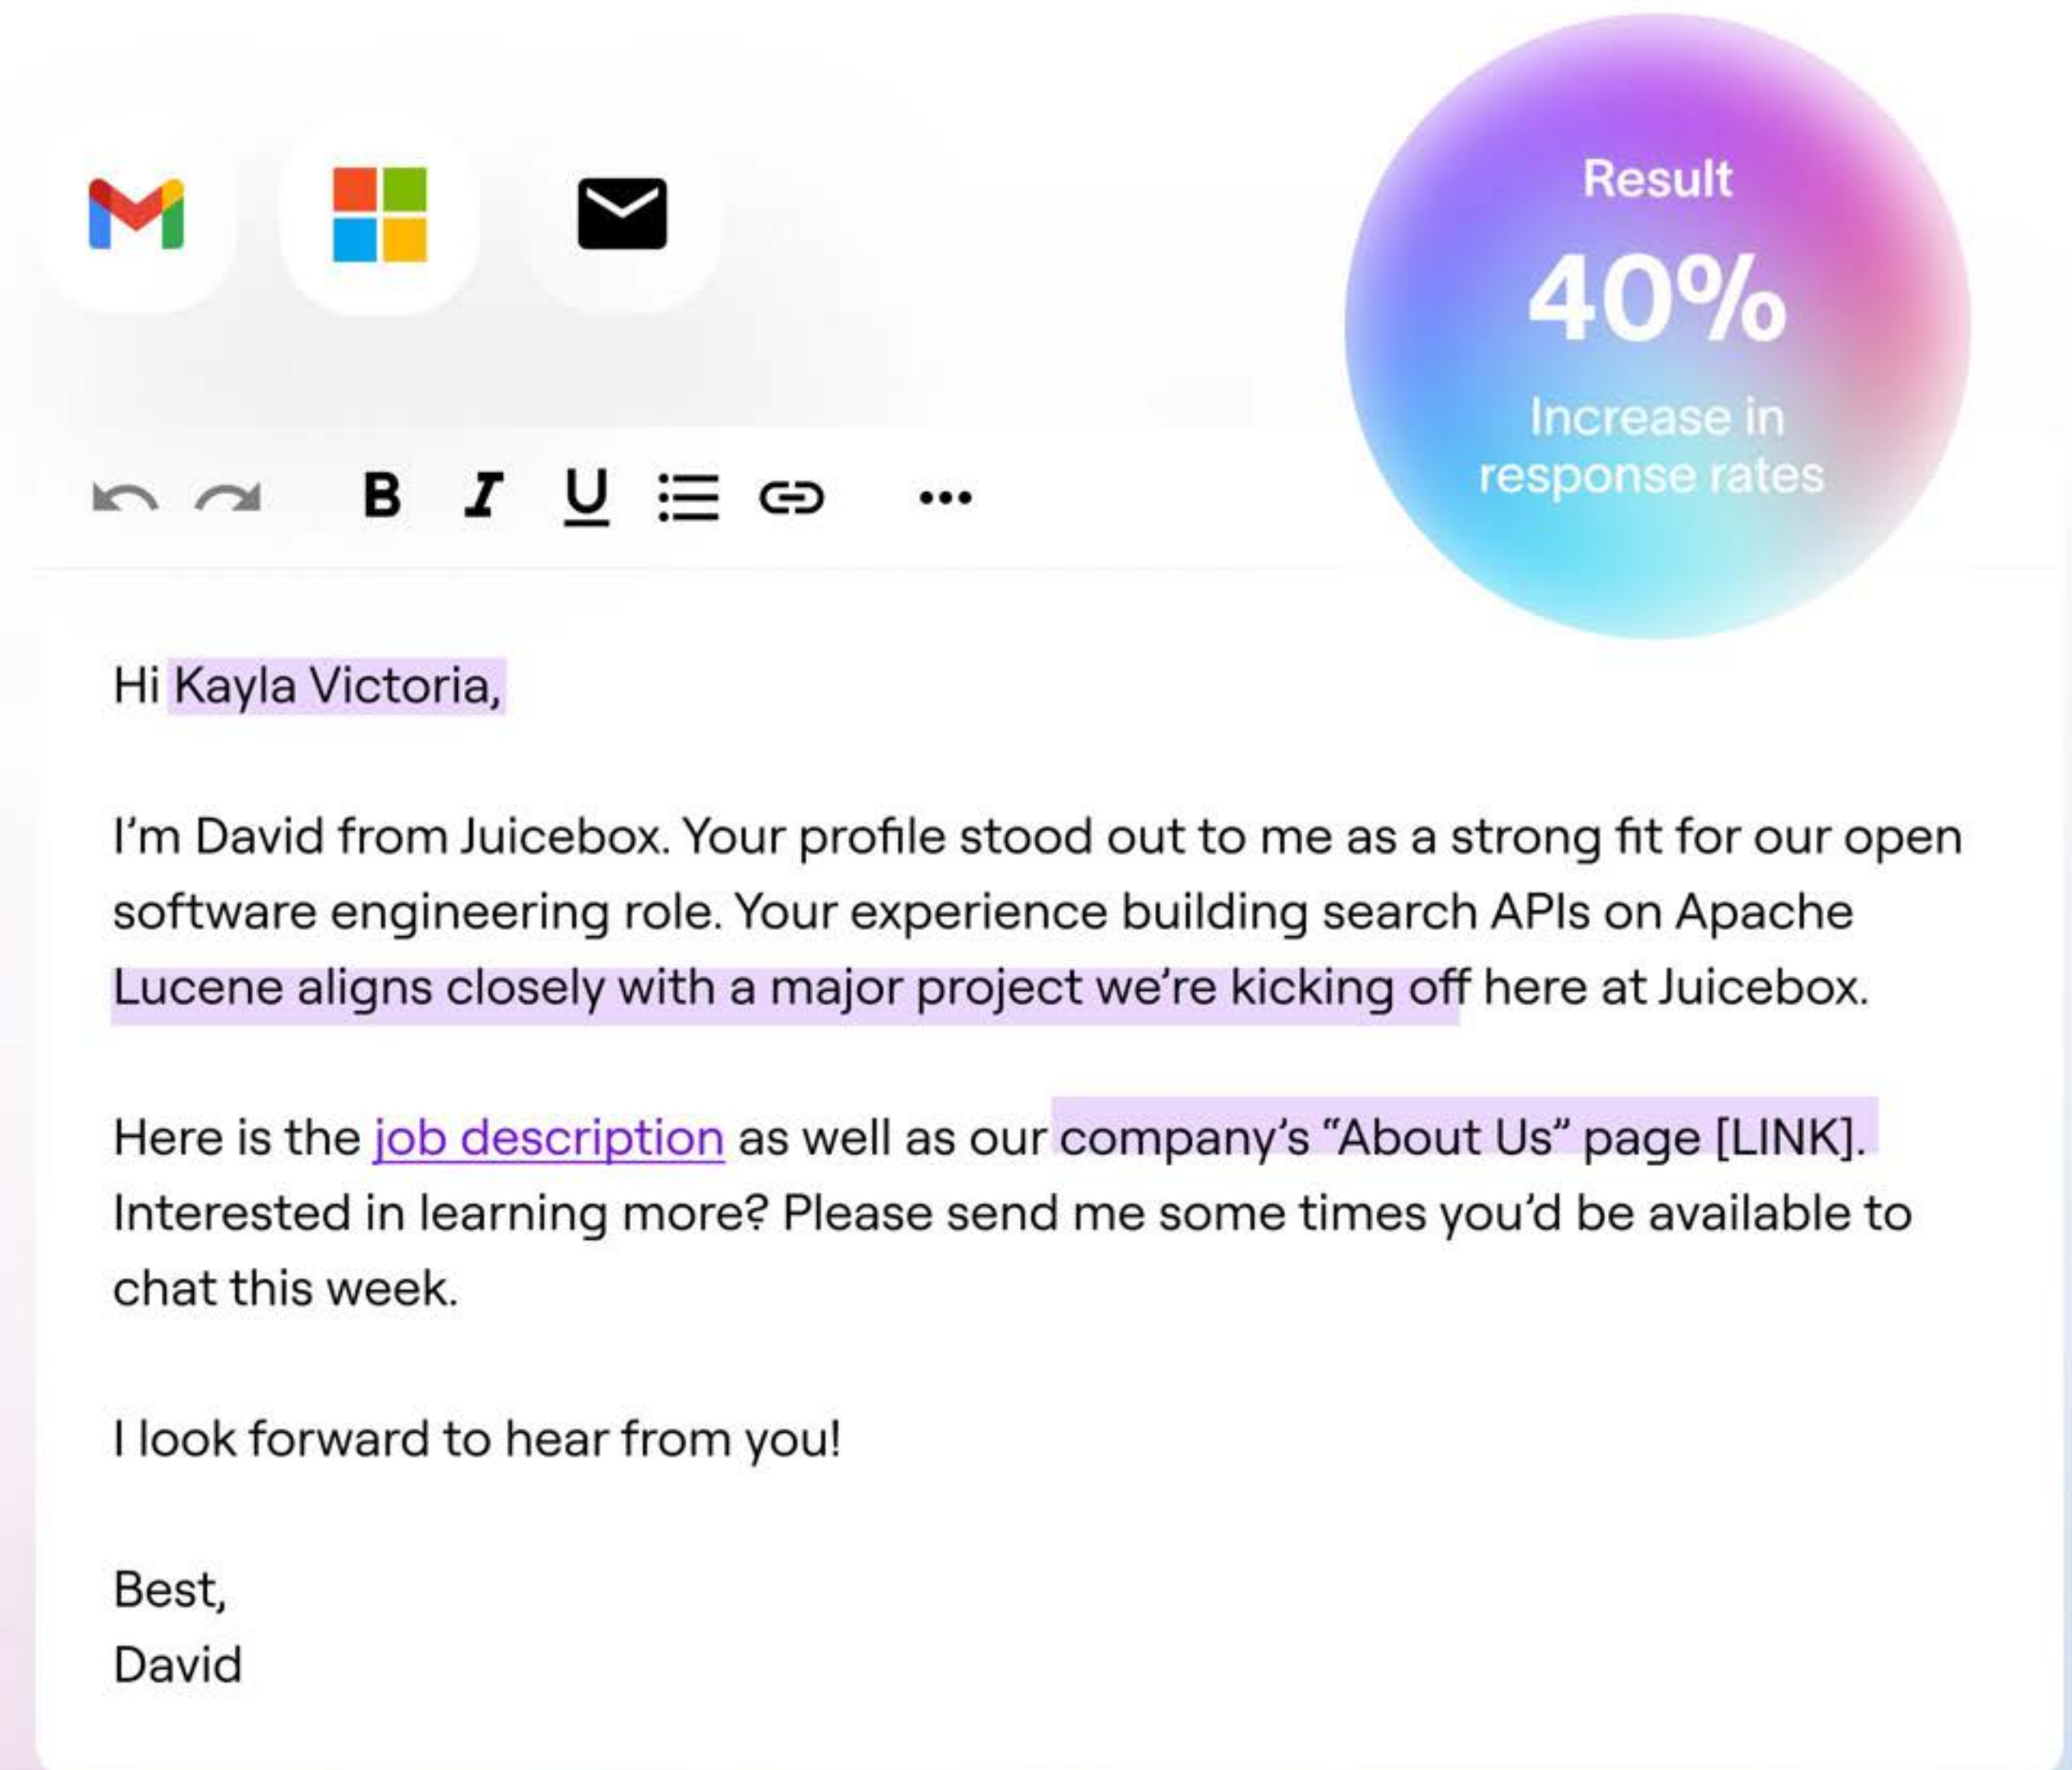 Result
40%
Increase in
response rates
B I U
Hi Kayla Victoria,
I’m David from Juicebox. Your profile stood out to me as a strong fit for our open
software engineering role. Your experience building search APIs on Apache
Lucene aligns closely with a major project we’re kicking off here at Juicebox.
Here is the job description as well as our company’s “About Us” page [LINK].
Interested in learning more? Please send me some times you’d be available to
chat this week.
I look forward to hear from you!
Best,
David